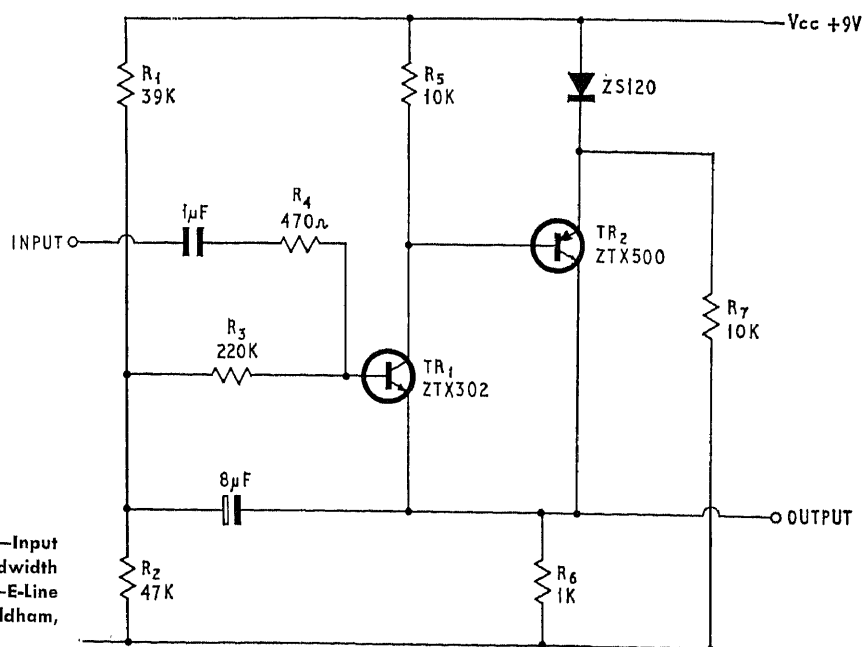 Vcc +9V
R1
39K
R5
10K
ZS120
1µF
R4
470Ω
INPUT
TR2
ZTX500
R7
10K
R3
220K
TR1
ZTX302
8µF
OUTPUT
—Input
dwidth
–E-Line
ldham,
R2
47K
R6
1K